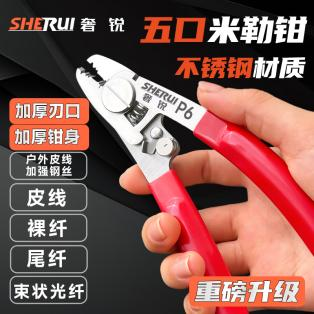 SHERUI 奢锐
五口米勒钳
不锈钢材质
加厚刃口
加厚钳身
户外皮线
加强钢丝
皮线
裸纤
尾纤
束状光纤
SHERUI
奢锐
P6
重磅升级